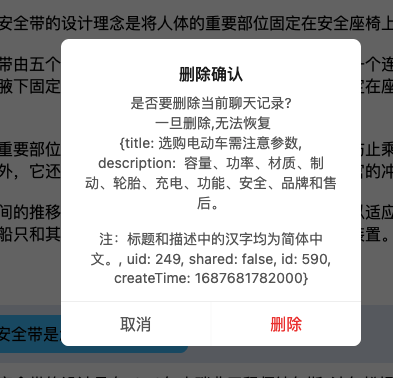 安全带的设计理念是将人体的重要部位固定在安全座椅上
删除确认
是否要删除当前聊天记录?
一旦删除,无法恢复
{title: 选购电动车需注意参数,
description: 容量、功率、材质、制
动、轮胎、充电、功能、安全、品牌和售
后。
注：标题和描述中的汉字均为简体中
文。, uid: 249, shared: false, id: 590,
createTime: 1687681782000}
取消
删除
带由五个
一个连
腋下固定
定在座
重要部位
防止乘
外，它还
官的冲
间的推移
以适应
船只和其
装置。
安全带是